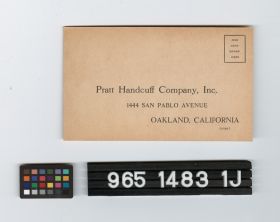 Pratt Handcuff Company, Inc.
1444 SAN PABLO AVENUE
OAKLAND, CALIFORNIA
965 1483 1J